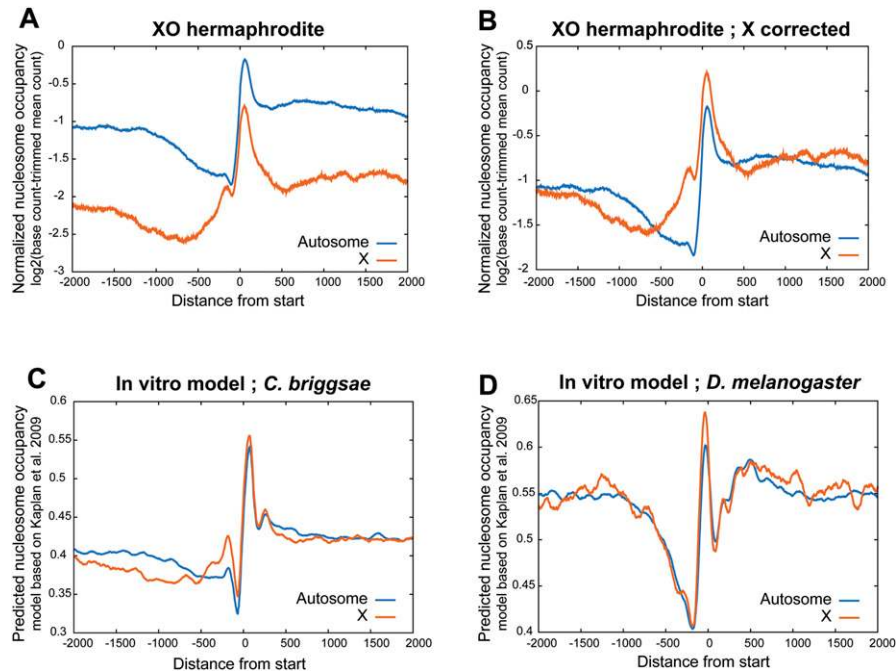 A
XO hermaphrodite
Normalized nucleosome occupancy
log2(base count-trimmed mean count)
0
-0.5
-1
-1.5
-2
-2.5
-3
Autosome
X
-2000 -1500 -1000 -500 0 500 1000 1500 2000
Distance from start
B
XO hermaphrodite ; X corrected
Normalized nucleosome occupancy
log2(base count-trimmed mean count)
0.5
0
-0.5
-1
-1.5
-2
Autosome
X
-2000 -1500 -1000 -500 0 500 1000 1500 2000
Distance from start
C
In vitro model ; C. briggsae
Predicted nucleosome occupancy
model based on Kaplan et al. 2009
0.6
0.55
0.5
0.45
0.4
0.35
0.3
Autosome
X
-2000 -1500 -1000 -500 0 500 1000 1500 2000
Distance from start
D
In vitro model ; D. melanogaster
Predicted nucleosome occupancy
model based on Kaplan et al. 2009
0.65
0.6
0.55
0.5
0.45
0.4
Autosome
X
-2000 -1500 -1000 -500 0 500 1000 1500 2000
Distance from start